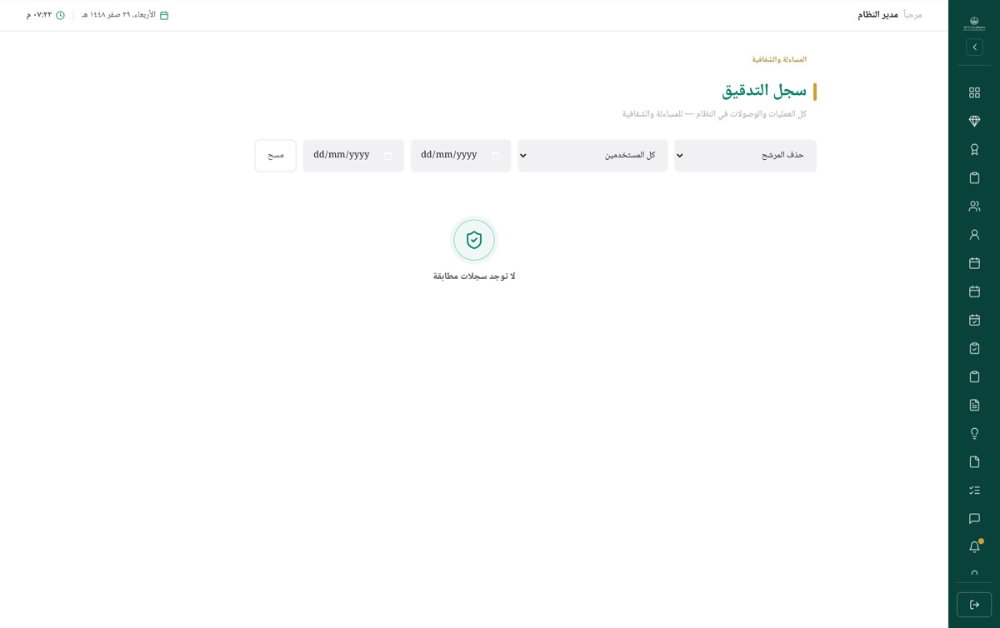 مرحباً مدير النظام
الأربعاء، ٢٩ صفر ١٤٤٨ هـ
٠٧:٢٢ م
المساءلة والشفافية
سجل التدقيق
كل العمليات والوصولات في النظام — للمساءلة والشفافية
حذف المرشح
كل المستخدمين
dd/mm/yyyy
dd/mm/yyyy
مسح
لا توجد سجلات مطابقة